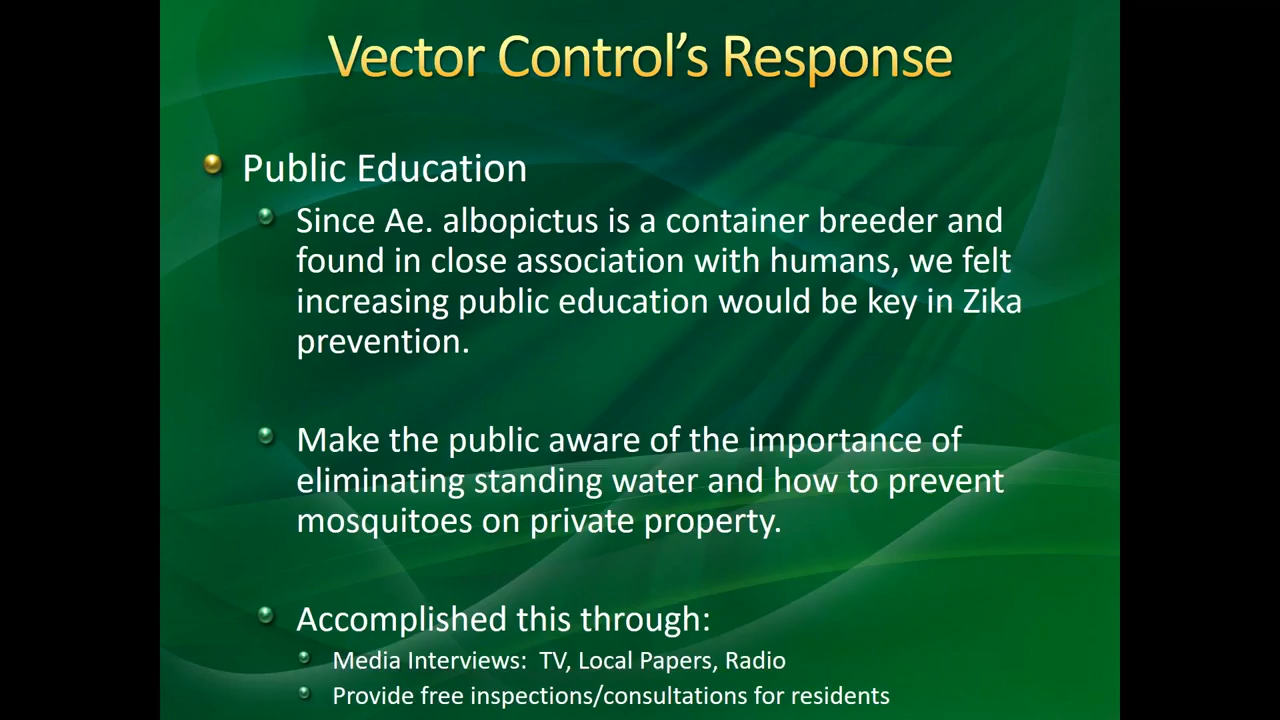 Vector Control’s Response
Public Education
Since Ae. albopictus is a container breeder and
found in close association with humans, we felt
increasing public education would be key in Zika
prevention.
Make the public aware of the importance of
eliminating standing water and how to prevent
mosquitoes on private property.
Accomplished this through:
Media Interviews:  TV, Local Papers, Radio
Provide free inspections/consultations for residents